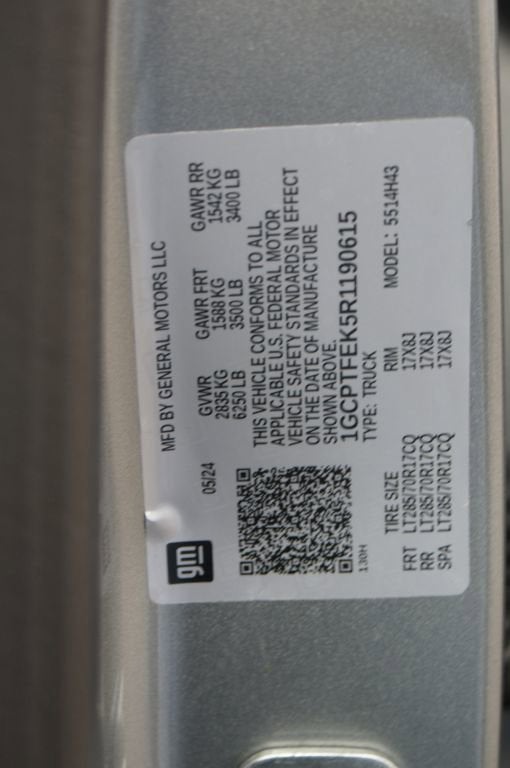 gm
MFD BY GENERAL MOTORS LLC
05/24
GVWR GAWR FRT GAWR RR
2835 KG 1588 KG 1542 KG
6250 LB 3500 LB 3400 LB
THIS VEHICLE CONFORMS TO ALL
APPLICABLE U.S. FEDERAL MOTOR
VEHICLE SAFETY STANDARDS IN EFFECT
ON THE DATE OF MANUFACTURE
SHOWN ABOVE.
1GCPTFEK5R1190615
130H
TYPE: TRUCK MODEL: 5514H43
TIRE SIZE RIM
FRT LT285/70R17CQ 17X8J
RR LT285/70R17CQ 17X8J
SPA LT285/70R17CQ 17X8J